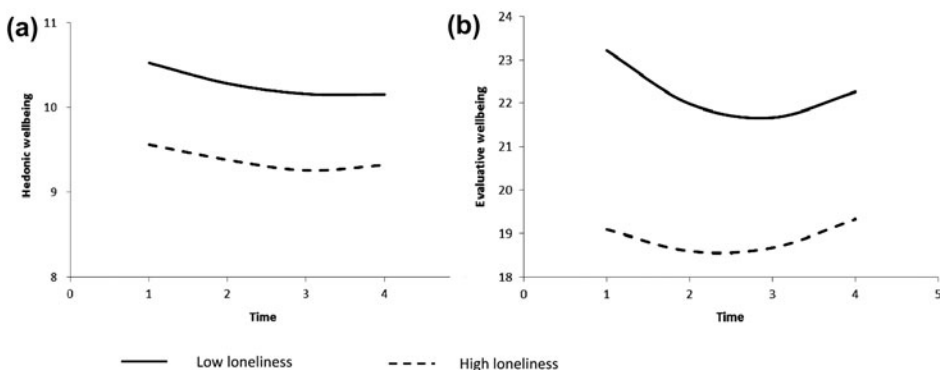 (a)
11
10
9
8
Hedonic wellbeing
0 1 2 3 4
Time
(b)
24
23
22
21
20
19
18
17
Evaluative wellbeing
0 1 2 3 4 5
Time
Low loneliness High loneliness